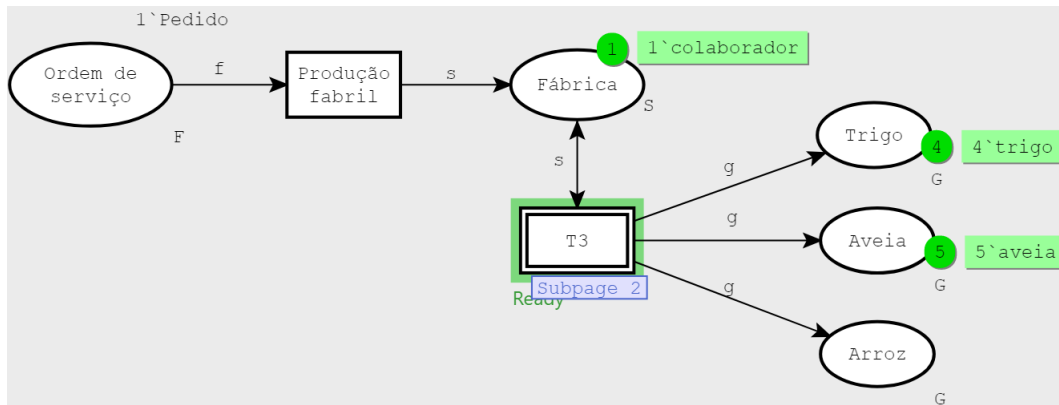 1`Pedido
Ordem de
serviço
F
f
Produção
fabril
s
Fábrica
S
1
1`colaborador
s
T3
Subpage 2
Ready
g
g
g
Trigo
4
4`trigo
G
Aveia
5
5`aveia
G
Arroz
G